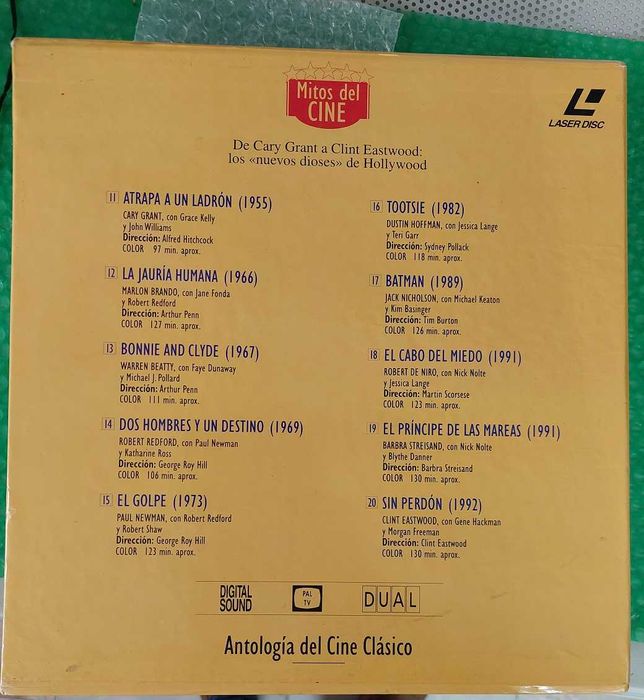 Mitos del
CINE
LASER DISC
De Cary Grant a Clint Eastwood:
los «nuevos dioses» de Hollywood
11 ATRAPA A UN LADRÓN (1955)
CARY GRANT, con Grace Kelly
y John Williams
Dirección: Alfred Hitchcock
COLOR 97 min. aprox.
12 LA JAURÍA HUMANA (1966)
MARLON BRANDO, con Jane Fonda
y Robert Redford
Dirección: Arthur Penn
COLOR 127 min. aprox.
13 BONNIE AND CLYDE (1967)
WARREN BEATTY, con Faye Dunaway
y Michael J. Pollard
Dirección: Arthur Penn
COLOR 111 min. aprox.
14 DOS HOMBRES Y UN DESTINO (1969)
ROBERT REDFORD, con Paul Newman
y Katharine Ross
Dirección: George Roy Hill
COLOR 106 min. aprox.
15 EL GOLPE (1973)
PAUL NEWMAN, con Robert Redford
y Robert Shaw
Dirección: George Roy Hill
COLOR 123 min. aprox.
16 TOOTSIE (1982)
DUSTIN HOFFMAN, con Jessica Lange
y Teri Garr
Dirección: Sydney Pollack
COLOR 118 min. aprox.
17 BATMAN (1989)
JACK NICHOLSON, con Michael Keaton
y Kim Basinger
Dirección: Tim Burton
COLOR 126 min. aprox.
18 EL CABO DEL MIEDO (1991)
ROBERT DE NIRO, con Nick Nolte
y Jessica Lange
Dirección: Martin Scorsese
COLOR 123 min. aprox.
19 EL PRÍNCIPE DE LAS MAREAS (1991)
BARBRA STREISAND, con Nick Nolte
y Blythe Danner
Dirección: Barbra Streisand
COLOR 130 min. aprox.
20 SIN PERDÓN (1992)
CLINT EASTWOOD, con Gene Hackman
y Morgan Freeman
Dirección: Clint Eastwood
COLOR 130 min. aprox.
DIGITAL
SOUND
PAL
TV
DUAL
Antología del Cine Clásico